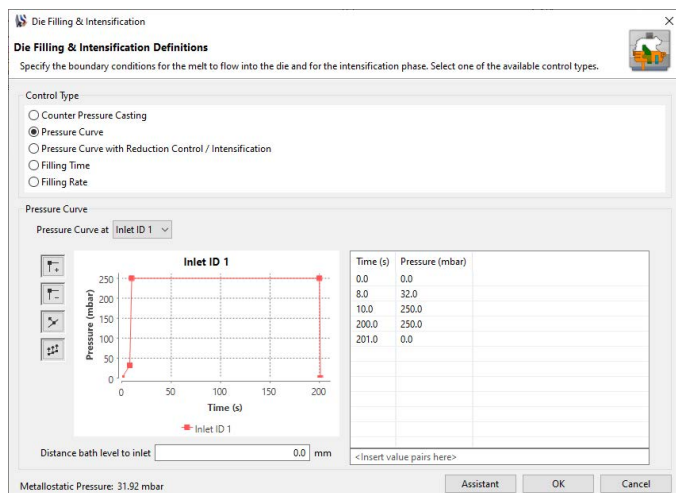 Die Filling & Intensification
Die Filling & Intensification Definitions
Specify the boundary conditions for the melt to flow into the die and for the intensification phase. Select one of the available control types.
Control Type
Counter Pressure Casting
Pressure Curve
Pressure Curve with Reduction Control / Intensification
Filling Time
Filling Rate
Pressure Curve
Pressure Curve at Inlet ID 1
Inlet ID 1
Pressure (mbar)
250
200
150
100
50
0
0 50 100 150 200
Time (s)
Inlet ID 1
Time (s) Pressure (mbar)
0.0 0.0
8.0 32.0
10.0 250.0
200.0 250.0
201.0 0.0
<Insert value pairs here>
Distance bath level to inlet 0.0 mm
Metallostatic Pressure: 31.92 mbar
Assistant OK Cancel